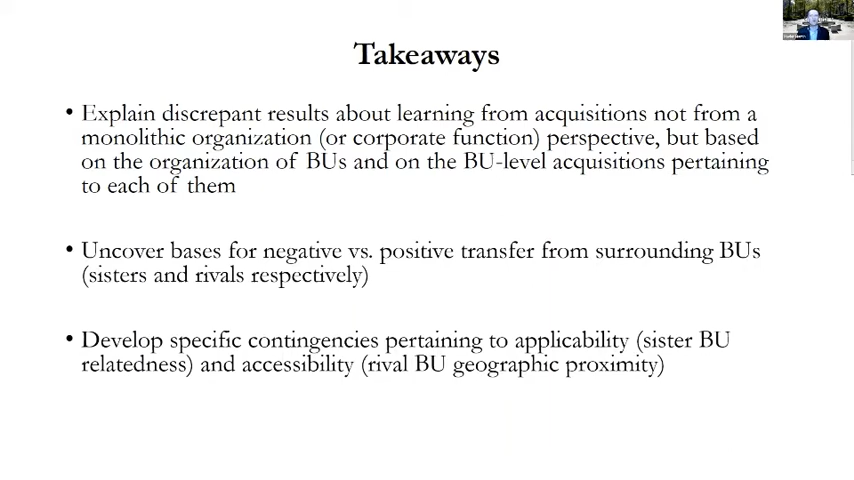 Takeaways
• Explain discrepant results about learning from acquisitions not from a
monolithic organization (or corporate function) perspective, but based
on the organization of BUs and on the BU-level acquisitions pertaining
to each of them
• Uncover bases for negative vs. positive transfer from surrounding BUs
(sisters and rivals respectively)
• Develop specific contingencies pertaining to applicability (sister BU
relatedness) and accessibility (rival BU geographic proximity)